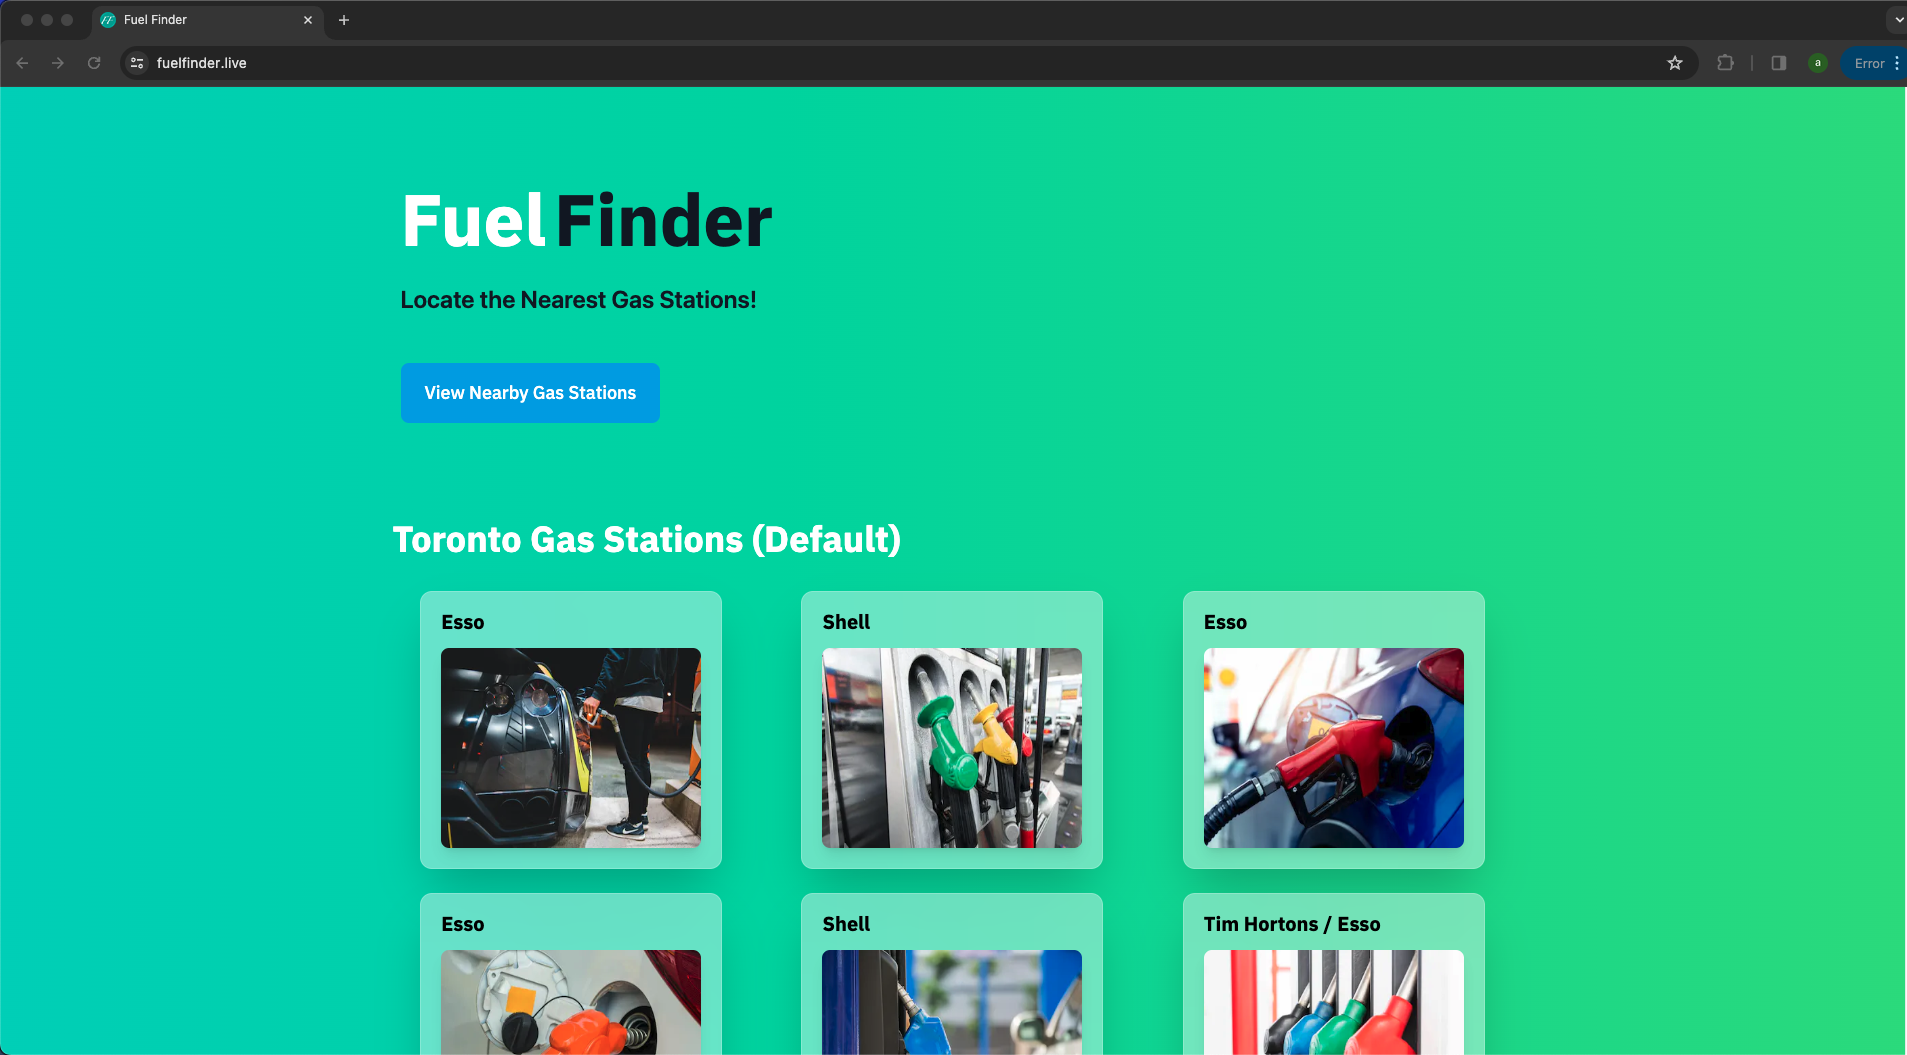 Fuel Finder
fuelfinder.live
a
Error
Fuel Finder
Locate the Nearest Gas Stations!
View Nearby Gas Stations
Toronto Gas Stations (Default)
Esso
Shell
Esso
Esso
Shell
Tim Hortons / Esso